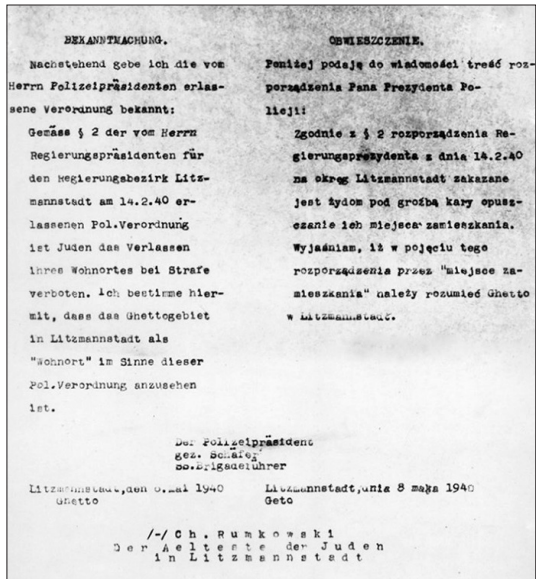 BEKANNTMACHUNG.
Nachstehend gebe ich die vom
Herrn Polizeipräsidenten erlas-
sene Verordnung bekannt:
Gemäss § 2 der vom Herrn
Regierungspräsidenten für
den Regierungsbezirk Litz-
mannstadt am 14.2.40 er-
lassenen Pol.Verordnung
ist Juden das Verlassen
ihres Wohnortes bei Strafe
verboten. Ich bestimme hier-
mit, dass das Ghettogebiet
in Litzmannstadt als
"Wohnort" im Sinne dieser
Pol.Verordnung anzusehen
ist.
OBWIESZCZENIE.
Poniżej podaję do wiadomości treść roz-
porządzenia Pana Prezydenta Po-
licji:
Zgodnie z § 2 rozporządzenia Re-
gierungsprezydenta z dnia 14.2.40
na okręg Litzmannstadt zakazane
jest żydom pod groźbą kary opusz-
czanie ich miejsca zamieszkania.
Wyjaśniam, iż w pojęciu tego
rozporządzenia przez "miejsce za-
mieszkania" należy rozumieć Ghetto
w Litzmannstadt.
Der Polizeipräsident
gez. Schäfer
SS.Brigadeführer
Litzmannstadt,den 8.Mai 1940
Ghetto
Litzmannstadt,dnia 8 maja 1940
Geto
/-/ Ch. Rumkowski
Der Aelteste der Juden
in Litzmannstadt